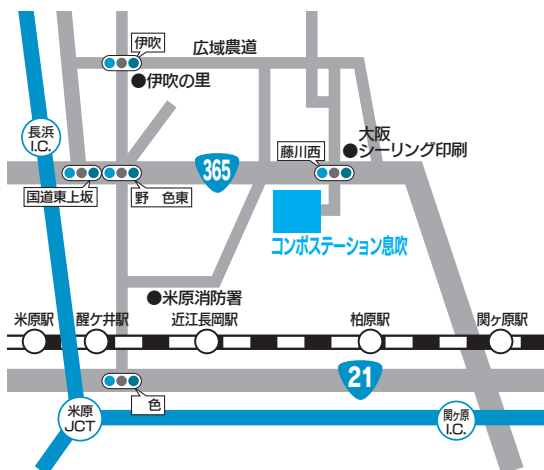 伊吹
広域農道
●伊吹の里
長浜
I.C.
大阪
●シーリング印刷
藤川西
365
国道東上坂
野 色東
コンポステーション息吹
●米原消防署
米原駅
醒ケ井駅
近江長岡駅
柏原駅
関ヶ原駅
21
色
米原
JCT
関ヶ原
I.C.